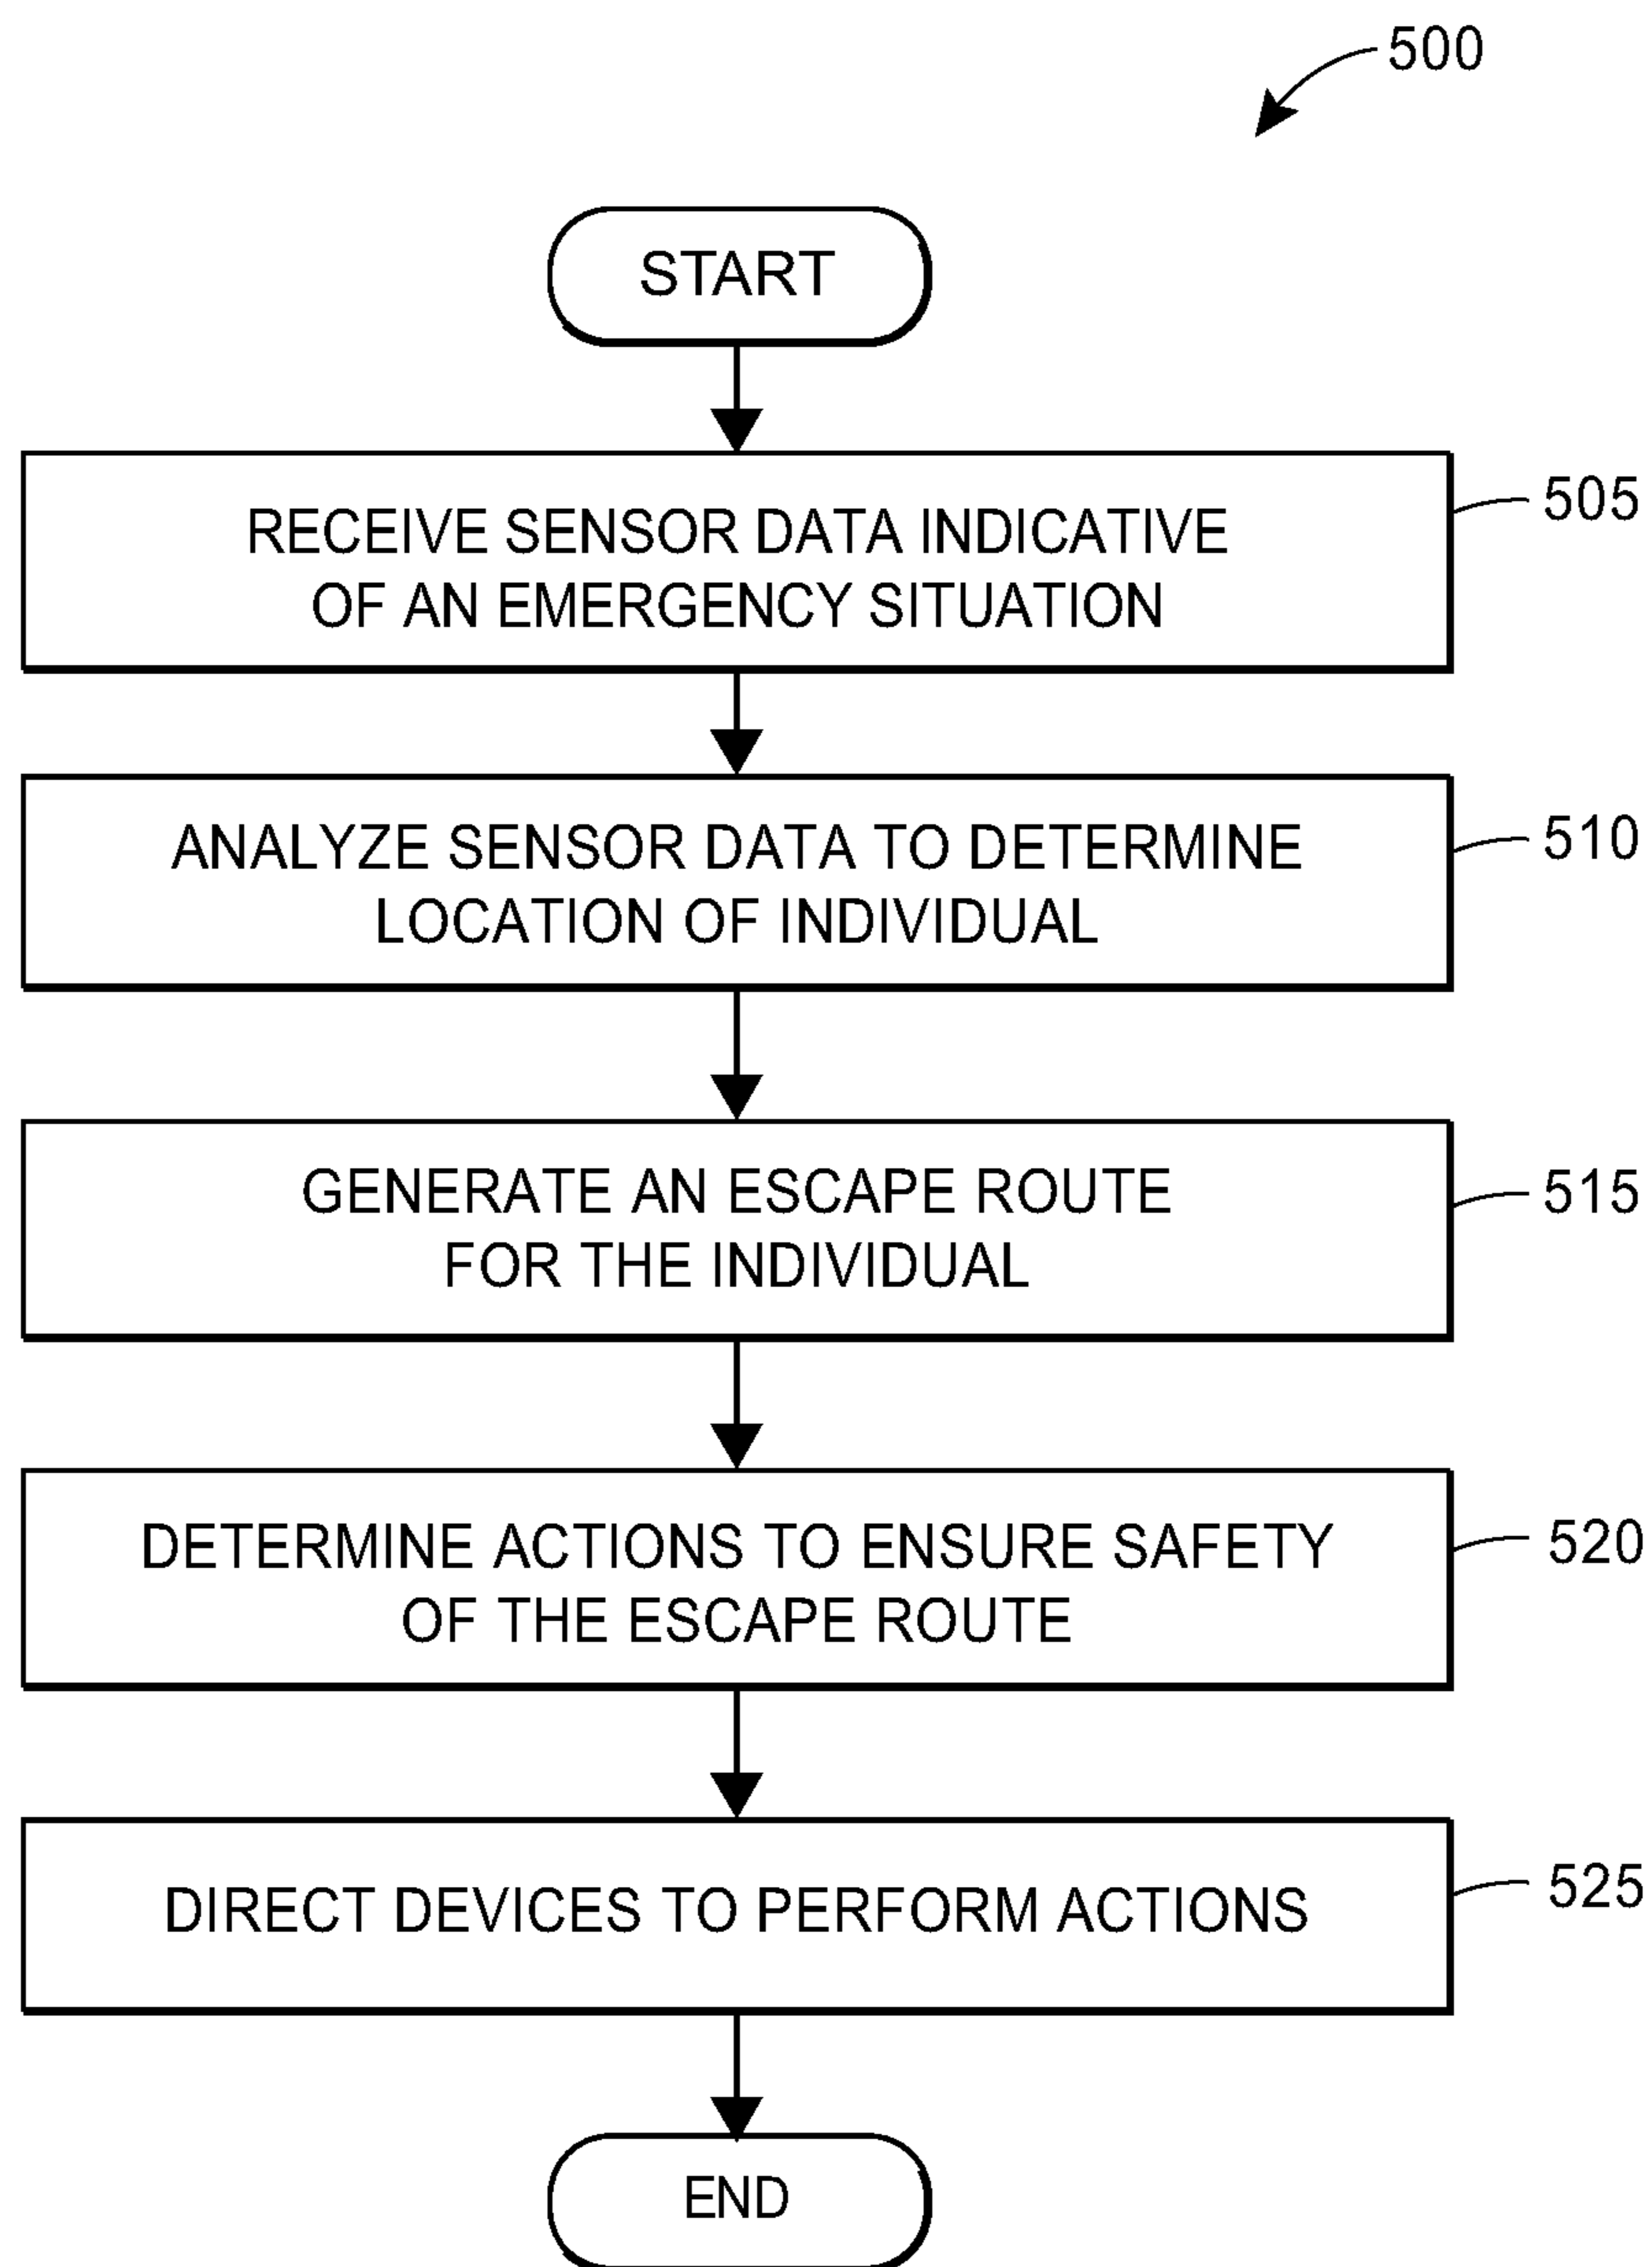 500
START
RECEIVE SENSOR DATA INDICATIVE
OF AN EMERGENCY SITUATION
505
ANALYZE SENSOR DATA TO DETERMINE
LOCATION OF INDIVIDUAL
510
GENERATE AN ESCAPE ROUTE
FOR THE INDIVIDUAL
515
DETERMINE ACTIONS TO ENSURE SAFETY
OF THE ESCAPE ROUTE
520
DIRECT DEVICES TO PERFORM ACTIONS
525
END